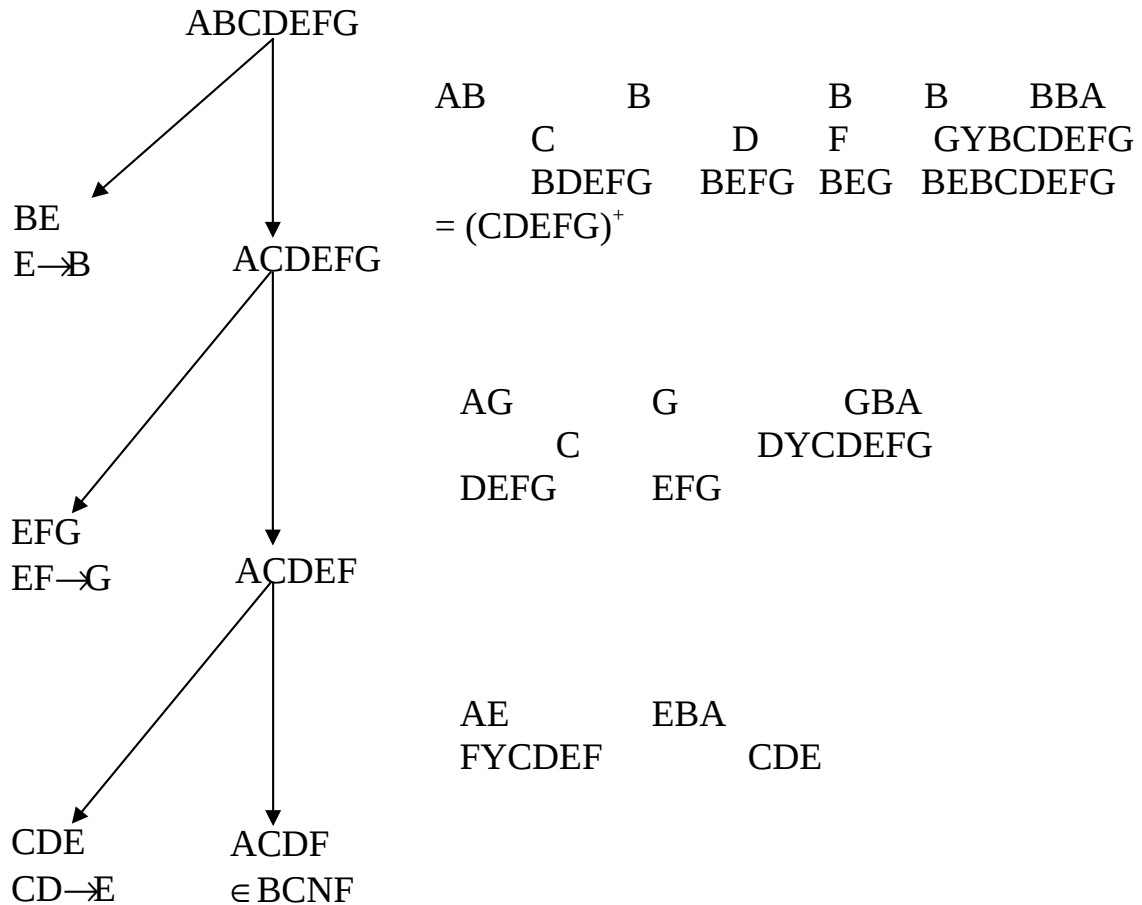 ABCDEFG
AB B B B BBA
C D F GYBCDEFG
BDEFG BEFG BEG BEBCDEFG
= (CDEFG)+
BE
E→B
ACDEFG
AG G GBA
C DYCDEFG
DEFG EFG
EFG
EF→G
ACDEF
AE EBA
FYCDEF CDE
CDE
CD→E
ACDF
∈ BCNF